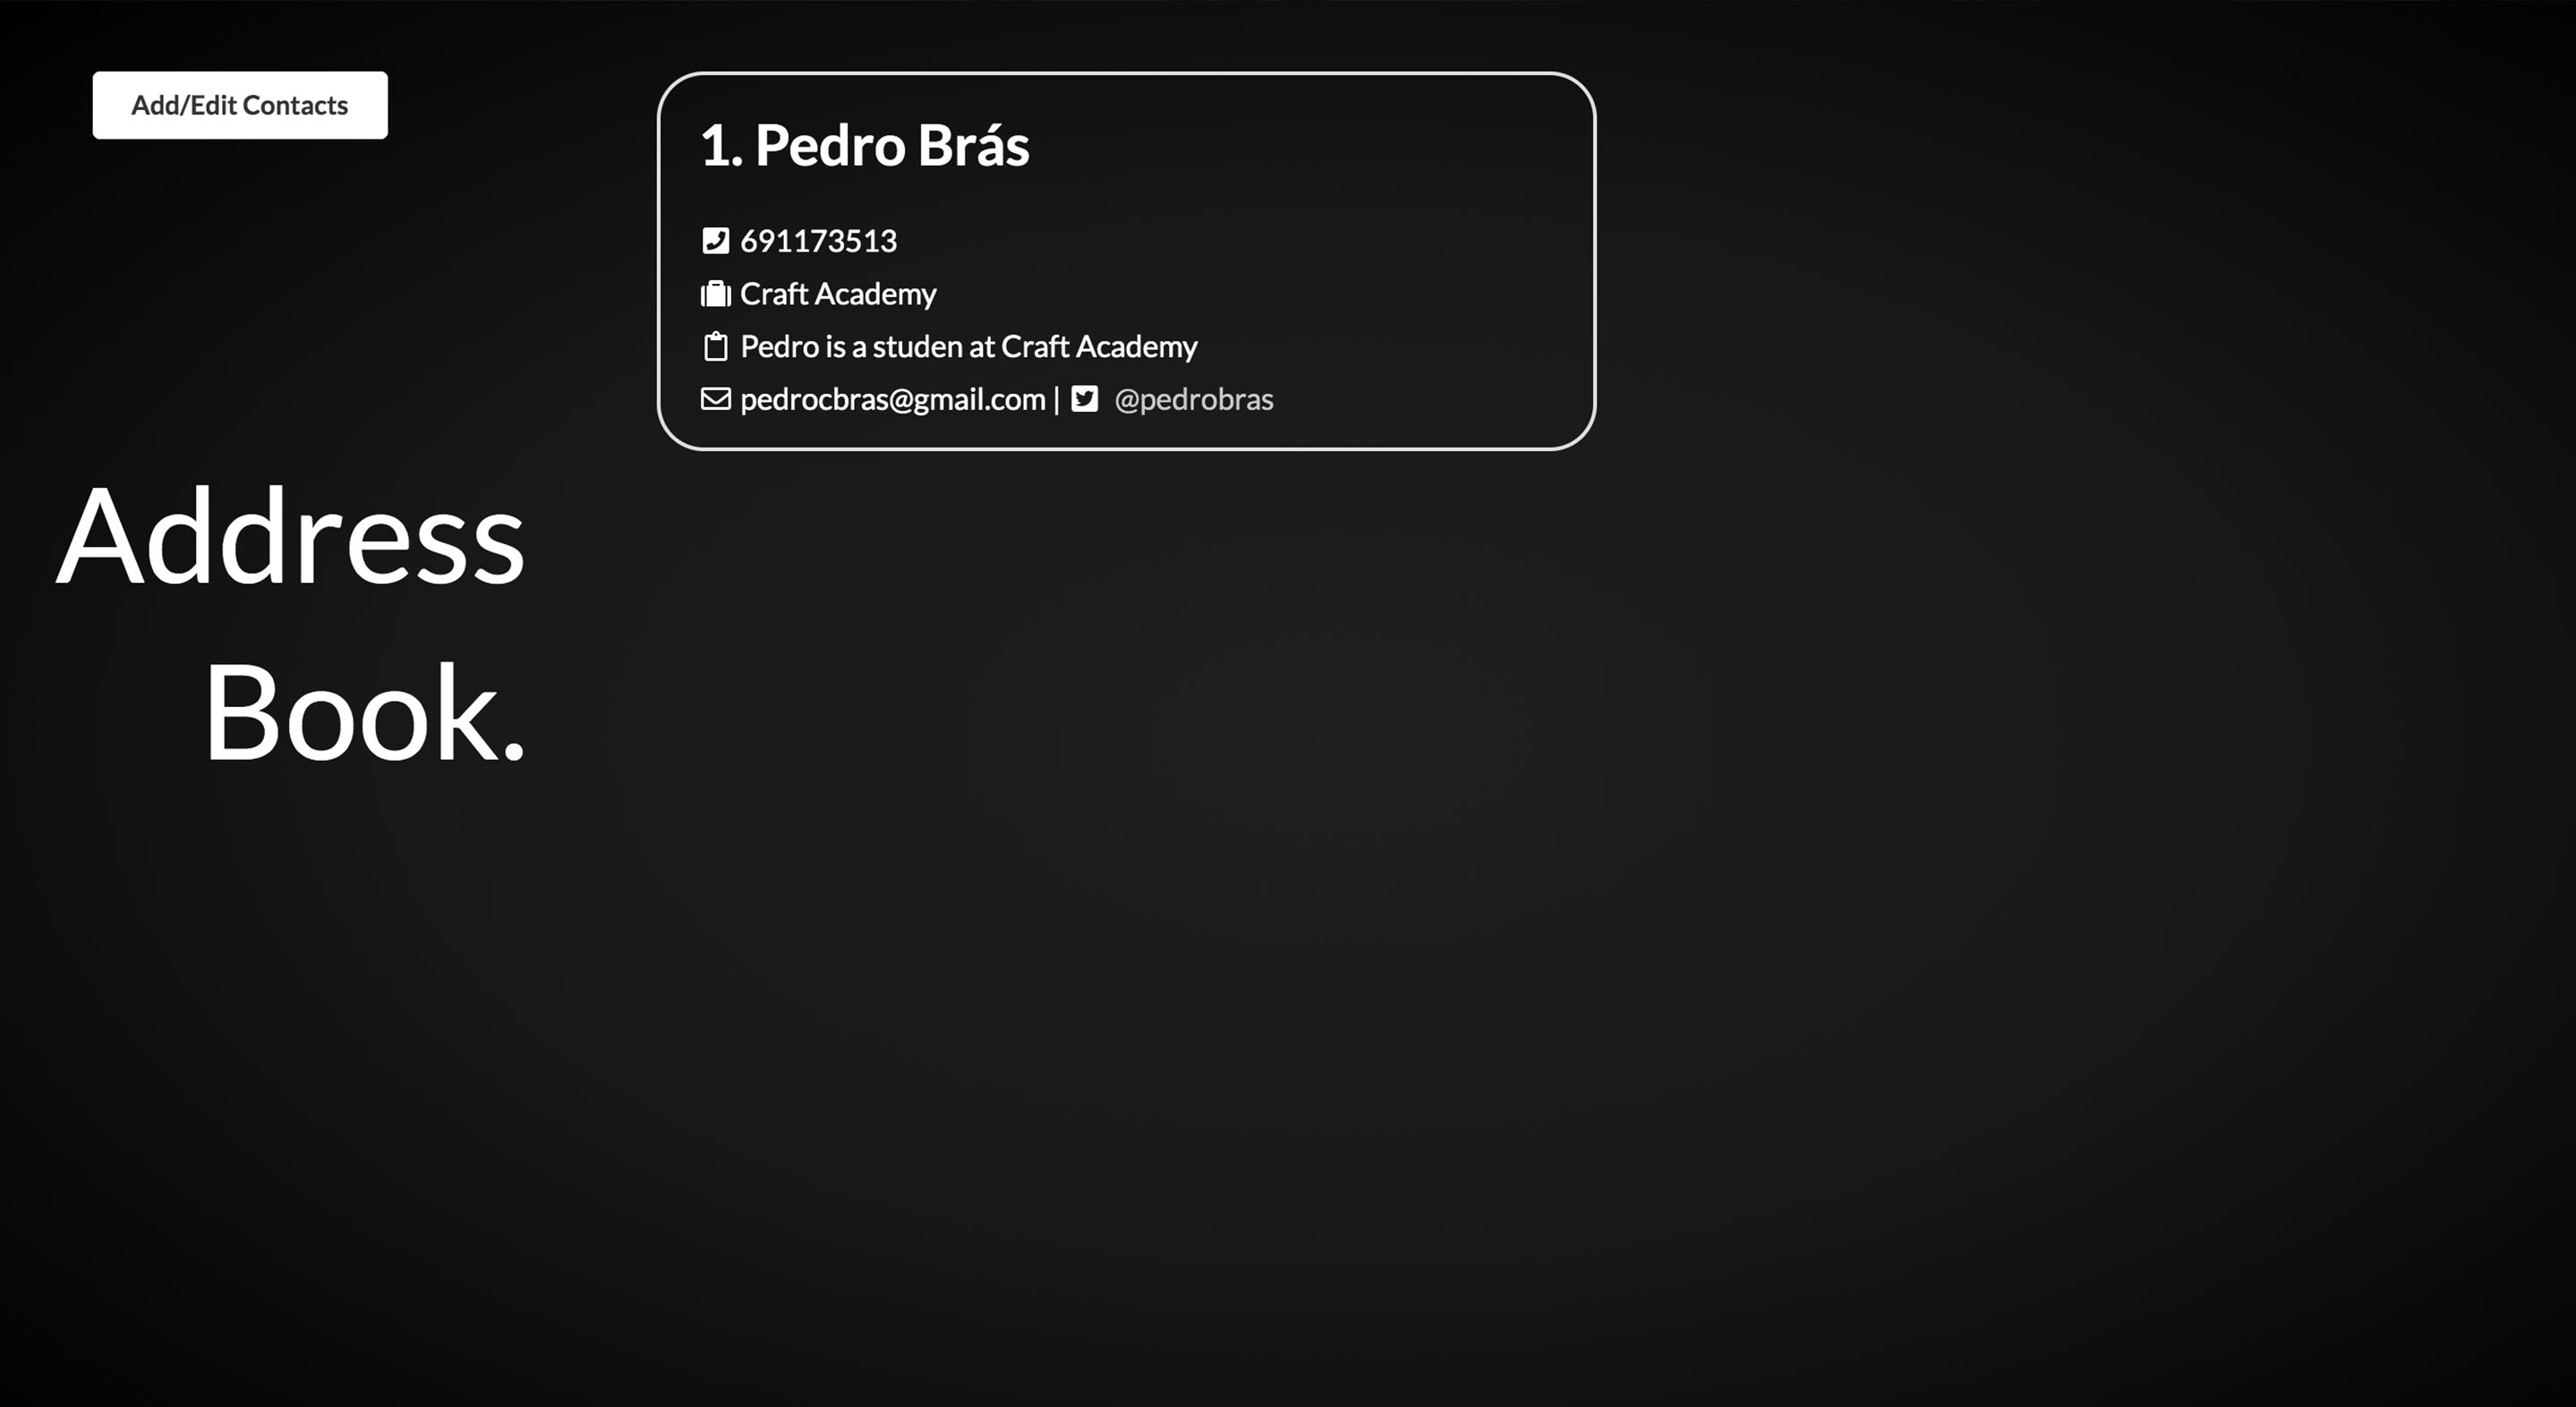 Add/Edit Contacts
1. Pedro Brás
691173513
Craft Academy
Pedro is a studen at Craft Academy
pedrocbras@gmail.com | @pedrobras
Address
Book.